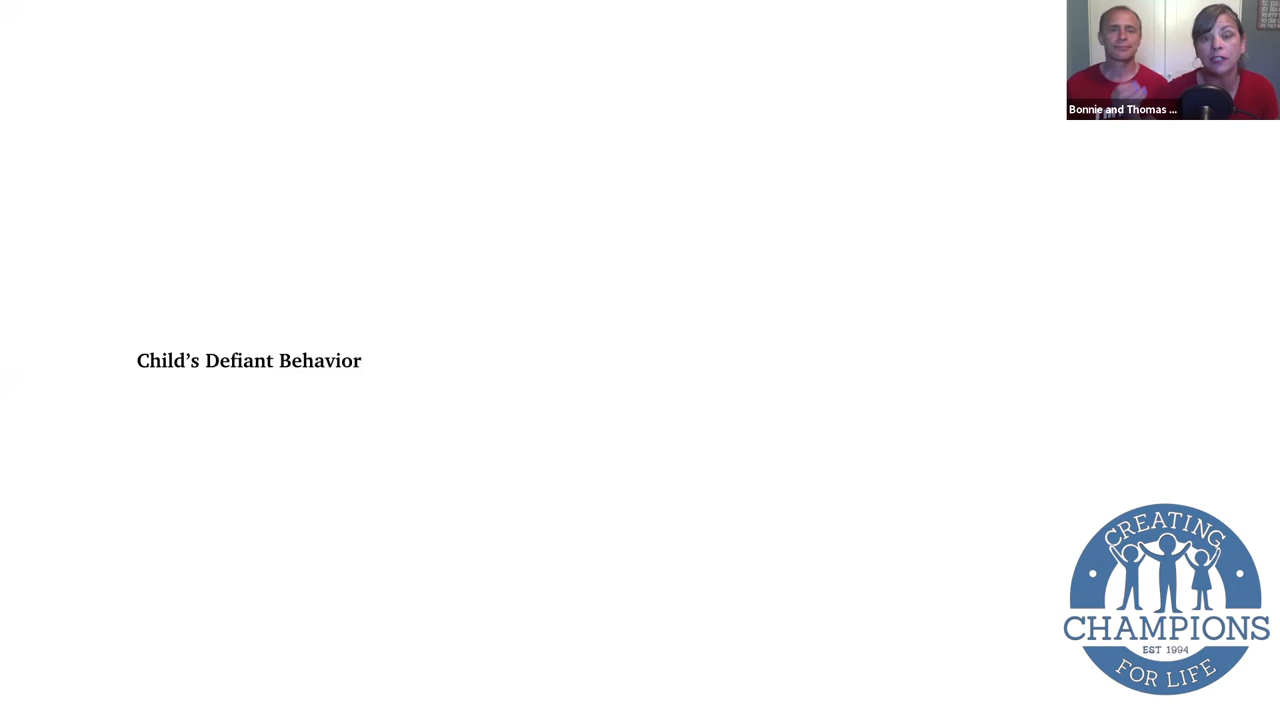 Bonnie and Thomas ...
Child’s Defiant Behavior
CREATING
CHAMPIONS
EST 1994
FOR LIFE